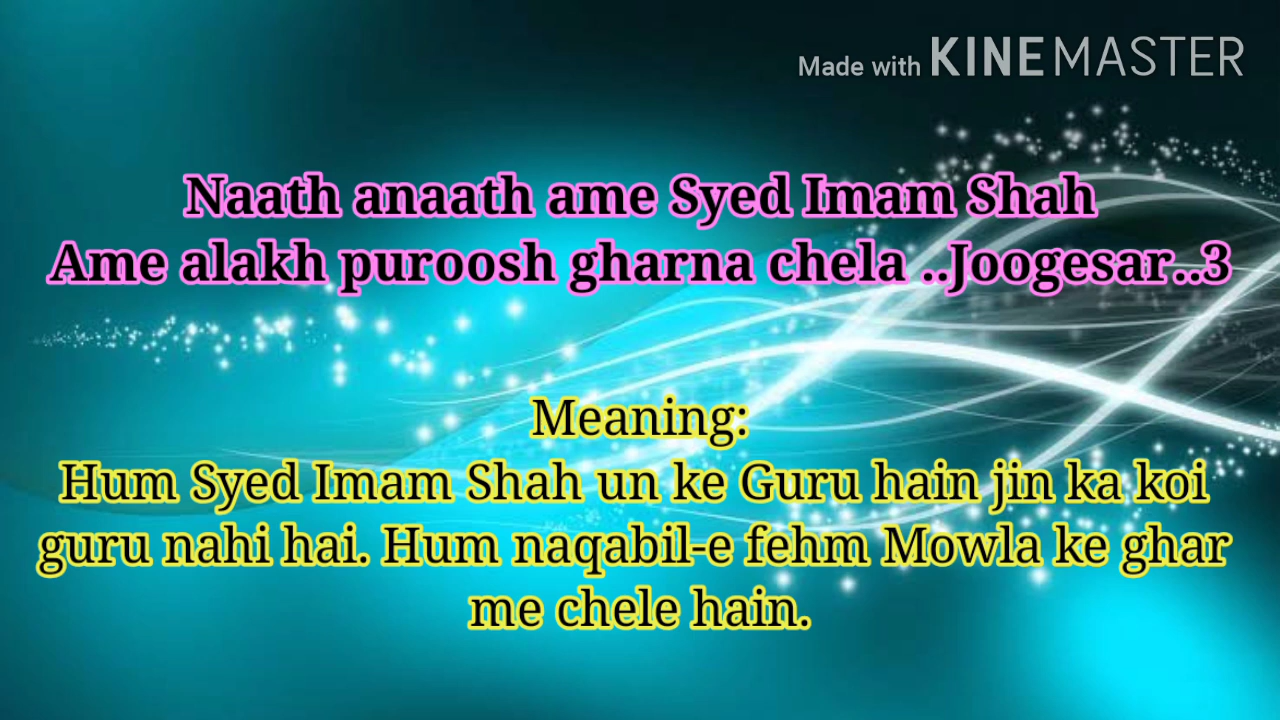 Made with KINEMASTER
Naath anaath ame Syed Imam Shah
Ame alakh puroosh gharna chela ..Joogesar..3
Meaning:
Hum Syed Imam Shah un ke Guru hain jin ka koi
guru nahi hai. Hum naqabil-e fehm Mowla ke ghar
me chele hain.